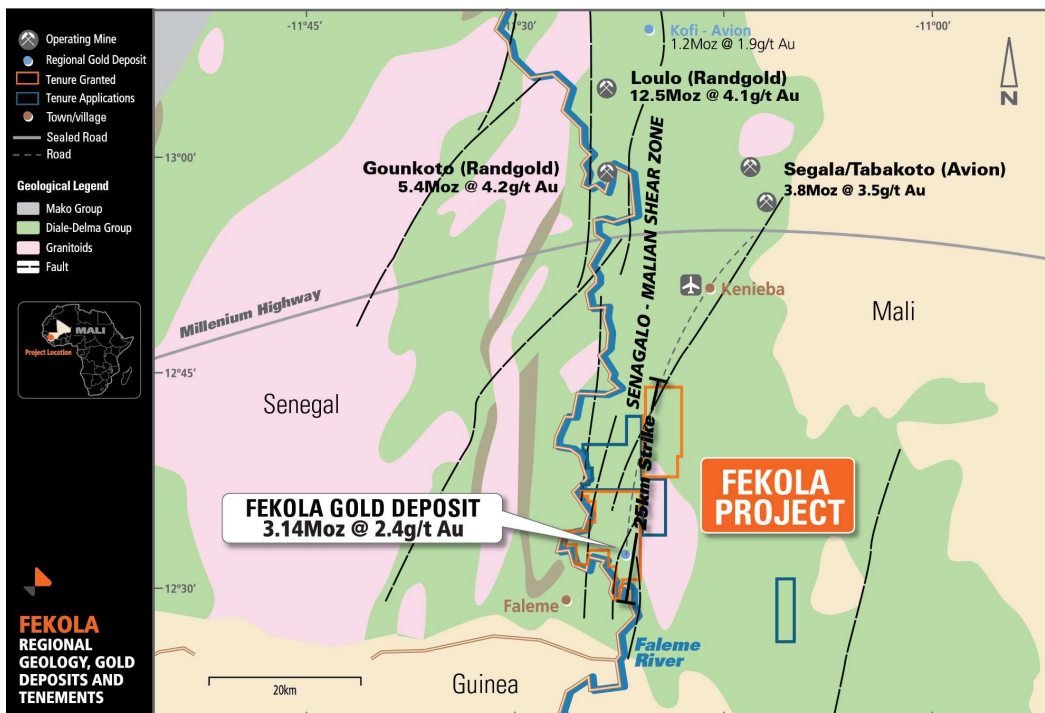 Operating Mine
Regional Gold Deposit
Tenure Granted
Tenure Applications
Town/village
Sealed Road
Road
Geological Legend
Mako Group
Diale-Delma Group
Granitoids
Fault
MALI
Project Location
FEKOLA
REGIONAL
GEOLOGY, GOLD
DEPOSITS AND
TENEMENTS
-11°45'
-11°30'
-11°00'
13°00'
12°45'
12°30'
Kofi - Avion
1.2Moz @ 1.9g/t Au
Loulo (Randgold)
12.5Moz @ 4.1g/t Au
N
Gounkoto (Randgold)
5.4Moz @ 4.2g/t Au
Segala/Tabakoto (Avion)
3.8Moz @ 3.5g/t Au
SENAGALO - MALIAN SHEAR ZONE
Millenium Highway
Kenieba
Mali
Senegal
25km Strike
FEKOLA
PROJECT
FEKOLA GOLD DEPOSIT
3.14Moz @ 2.4g/t Au
Faleme
Faleme
River
Guinea
20km